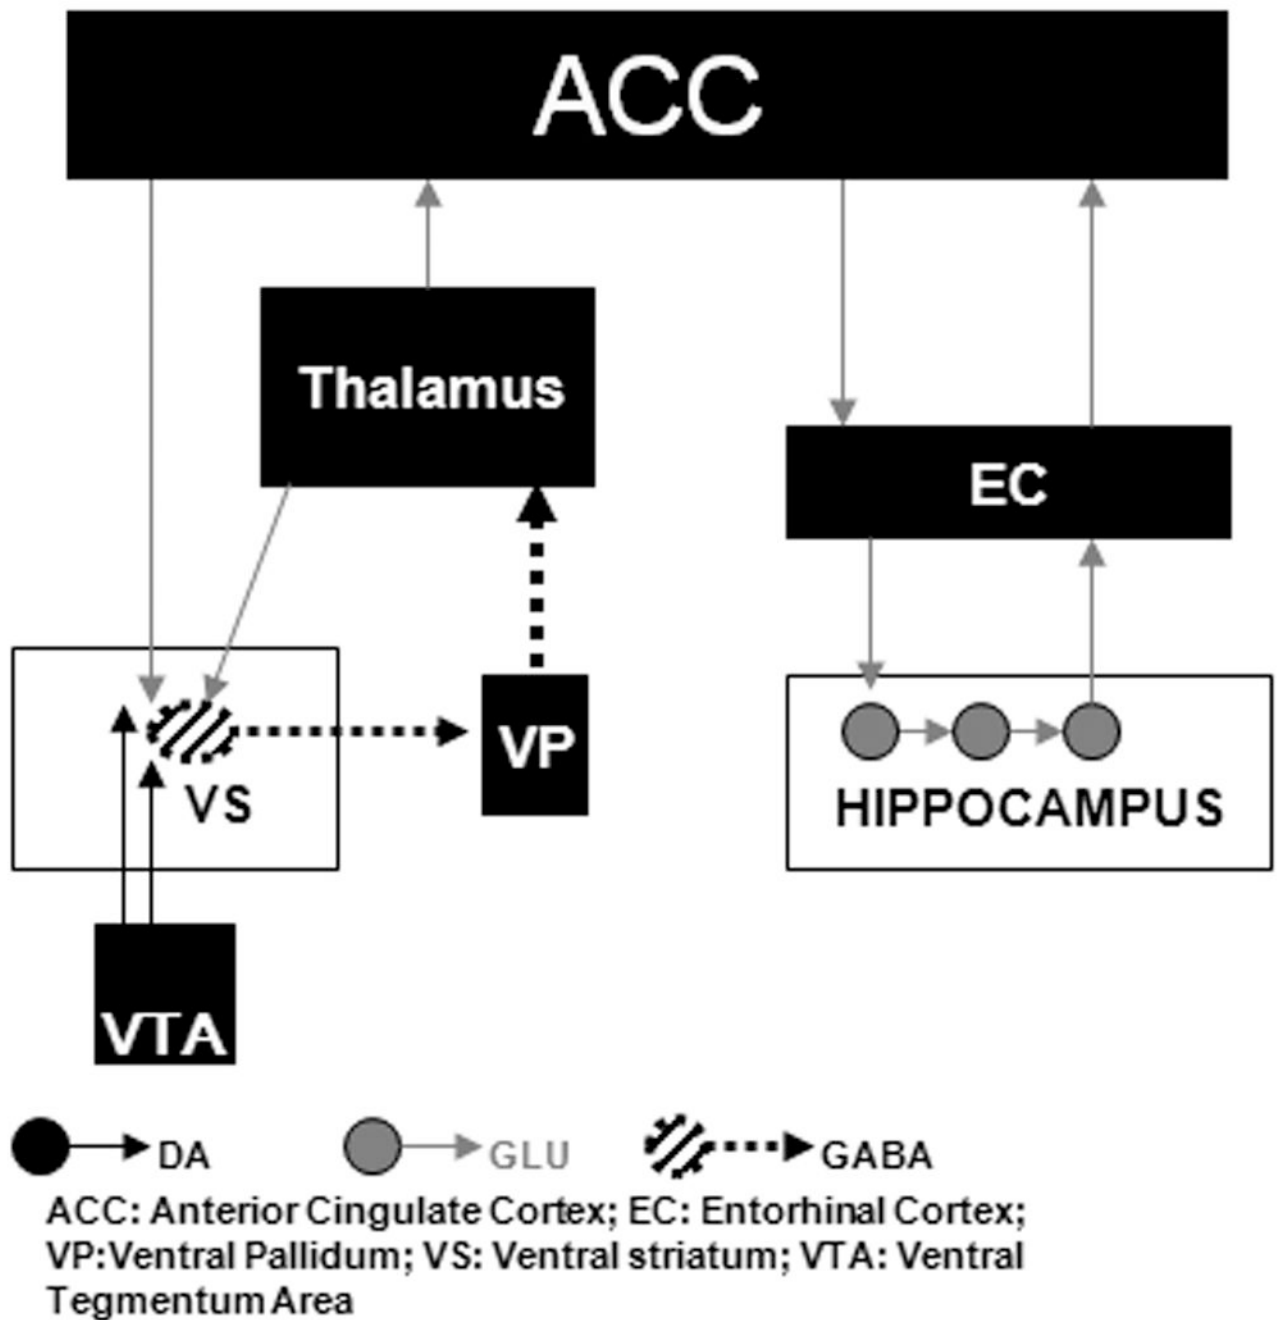 ACC
Thalamus
EC
VP
VS
HIPPOCAMPUS
VTA
DA
GLU
GABA
ACC: Anterior Cingulate Cortex; EC: Entorhinal Cortex;
VP:Ventral Pallidum; VS: Ventral striatum; VTA: Ventral
Tegmentum Area